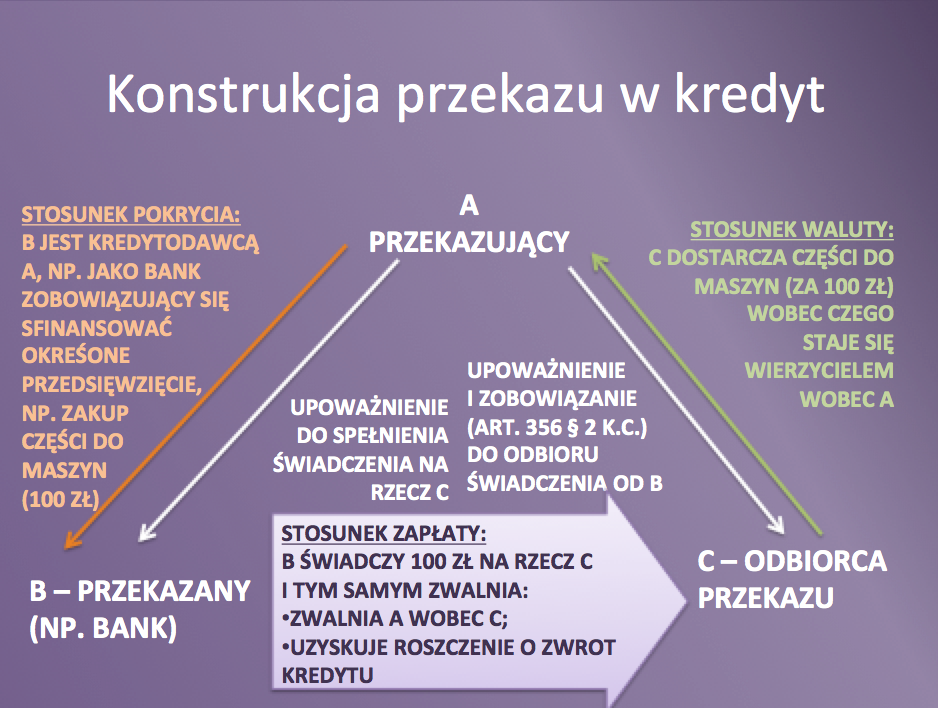 Konstrukcja przekazu w kredyt
A
PRZEKAZUJĄCY
STOSUNEK POKRYCIA:
B JEST KREDYTODAWCĄ
A, NP. JAKO BANK
ZOBOWIĄZUJĄCY SIĘ
SFINANSOWAĆ
OKREŚONE
PRZEDSIĘWZIĘCIE,
NP. ZAKUP
CZĘŚCI DO
MASZYN
(100 ZŁ)
STOSUNEK WALUTY:
C DOSTARCZA CZĘŚCI DO
MASZYN (ZA 100 ZŁ)
WOBEC CZEGO
STAJE SIĘ
WIERZYCIELEM
WOBEC A
UPOWAŻNIENIE
DO SPEŁNIENIA
ŚWIADCZENIA NA
RZECZ C
UPOWAŻNIENIE
I ZOBOWIĄZANIE
(ART. 356 § 2 K.C.)
DO ODBIORU
ŚWIADCZENIA OD B
B – PRZEKAZANY
(NP. BANK)
STOSUNEK ZAPŁATY:
B ŚWIADCZY 100 ZŁ NA RZECZ C
I TYM SAMYM ZWALNIA:
•ZWALNIA A WOBEC C;
•UZYSKUJE ROSZCZENIE O ZWROT
KREDYTU
C – ODBIORCA
PRZEKAZU